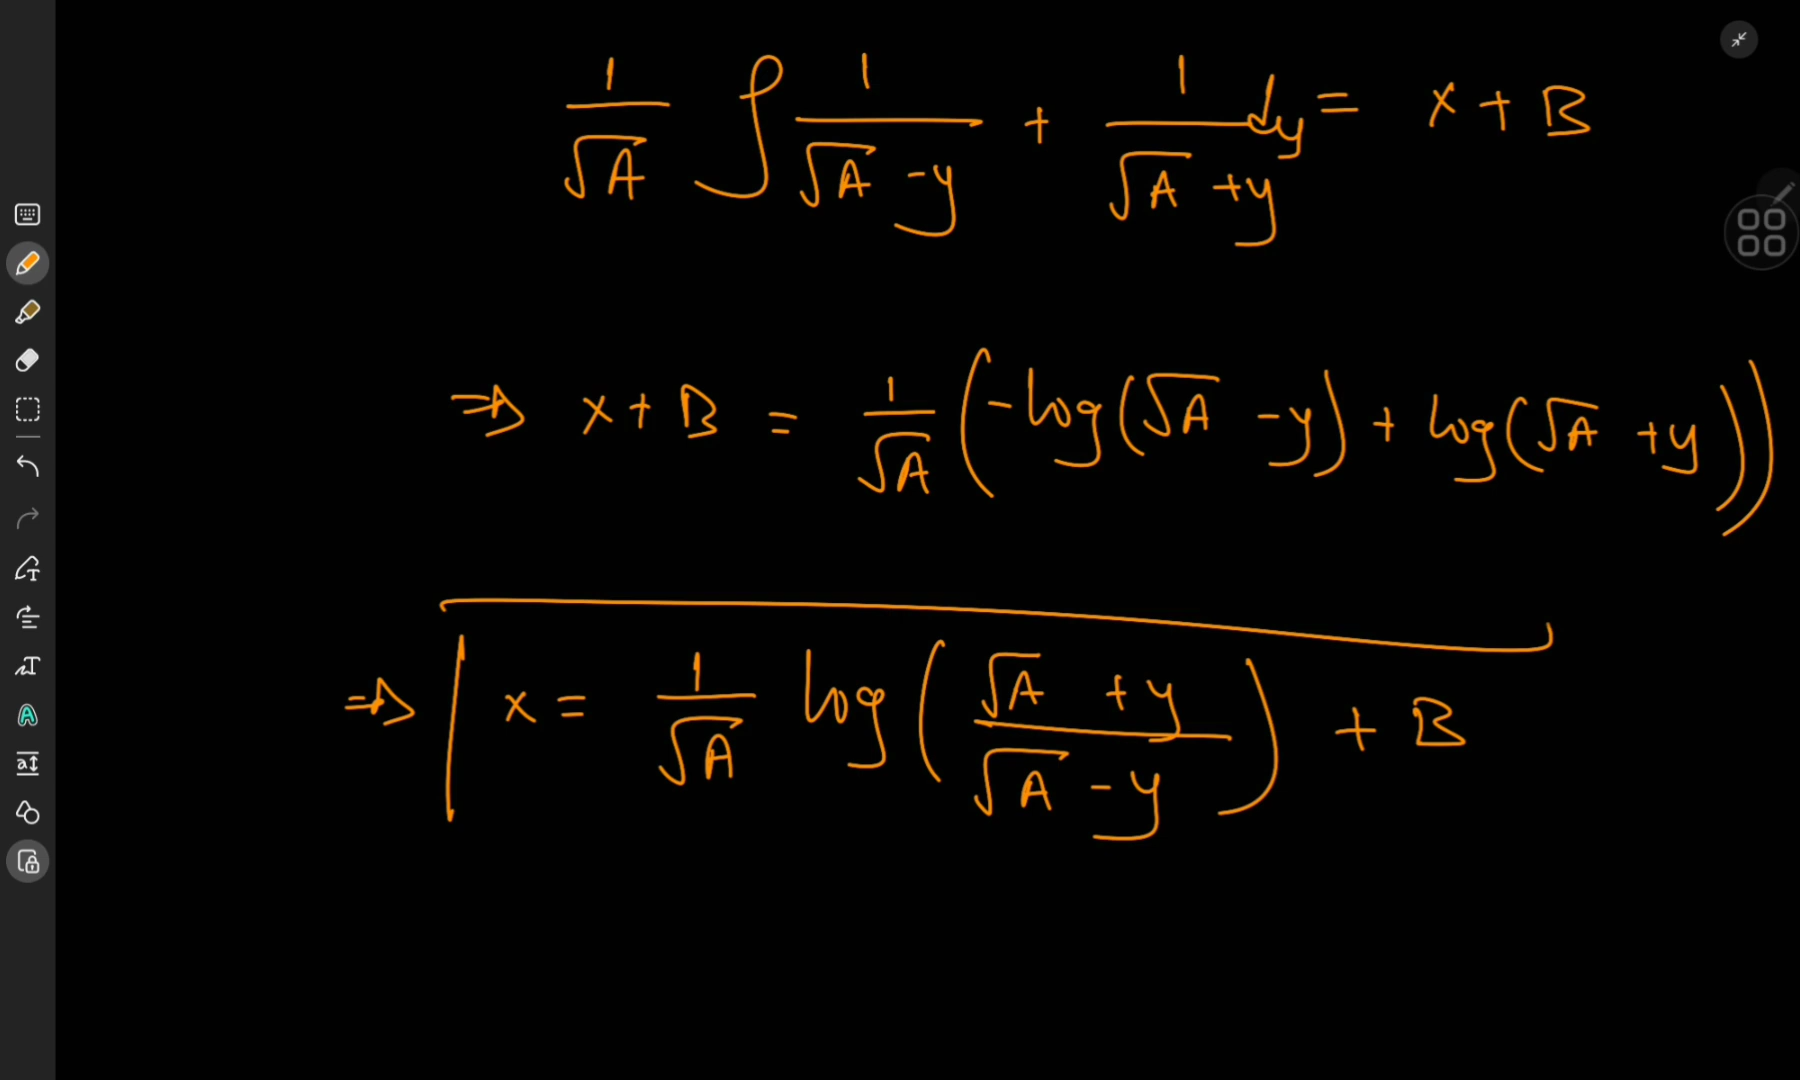 1/√A ∫ 1/(√A - y) + 1/(√A + y) dy = x + B
⇒ x + B = 1/√A (-log(√A - y) + log(√A + y))
⇒ x = 1/√A log((√A + y)/(√A - y)) + B